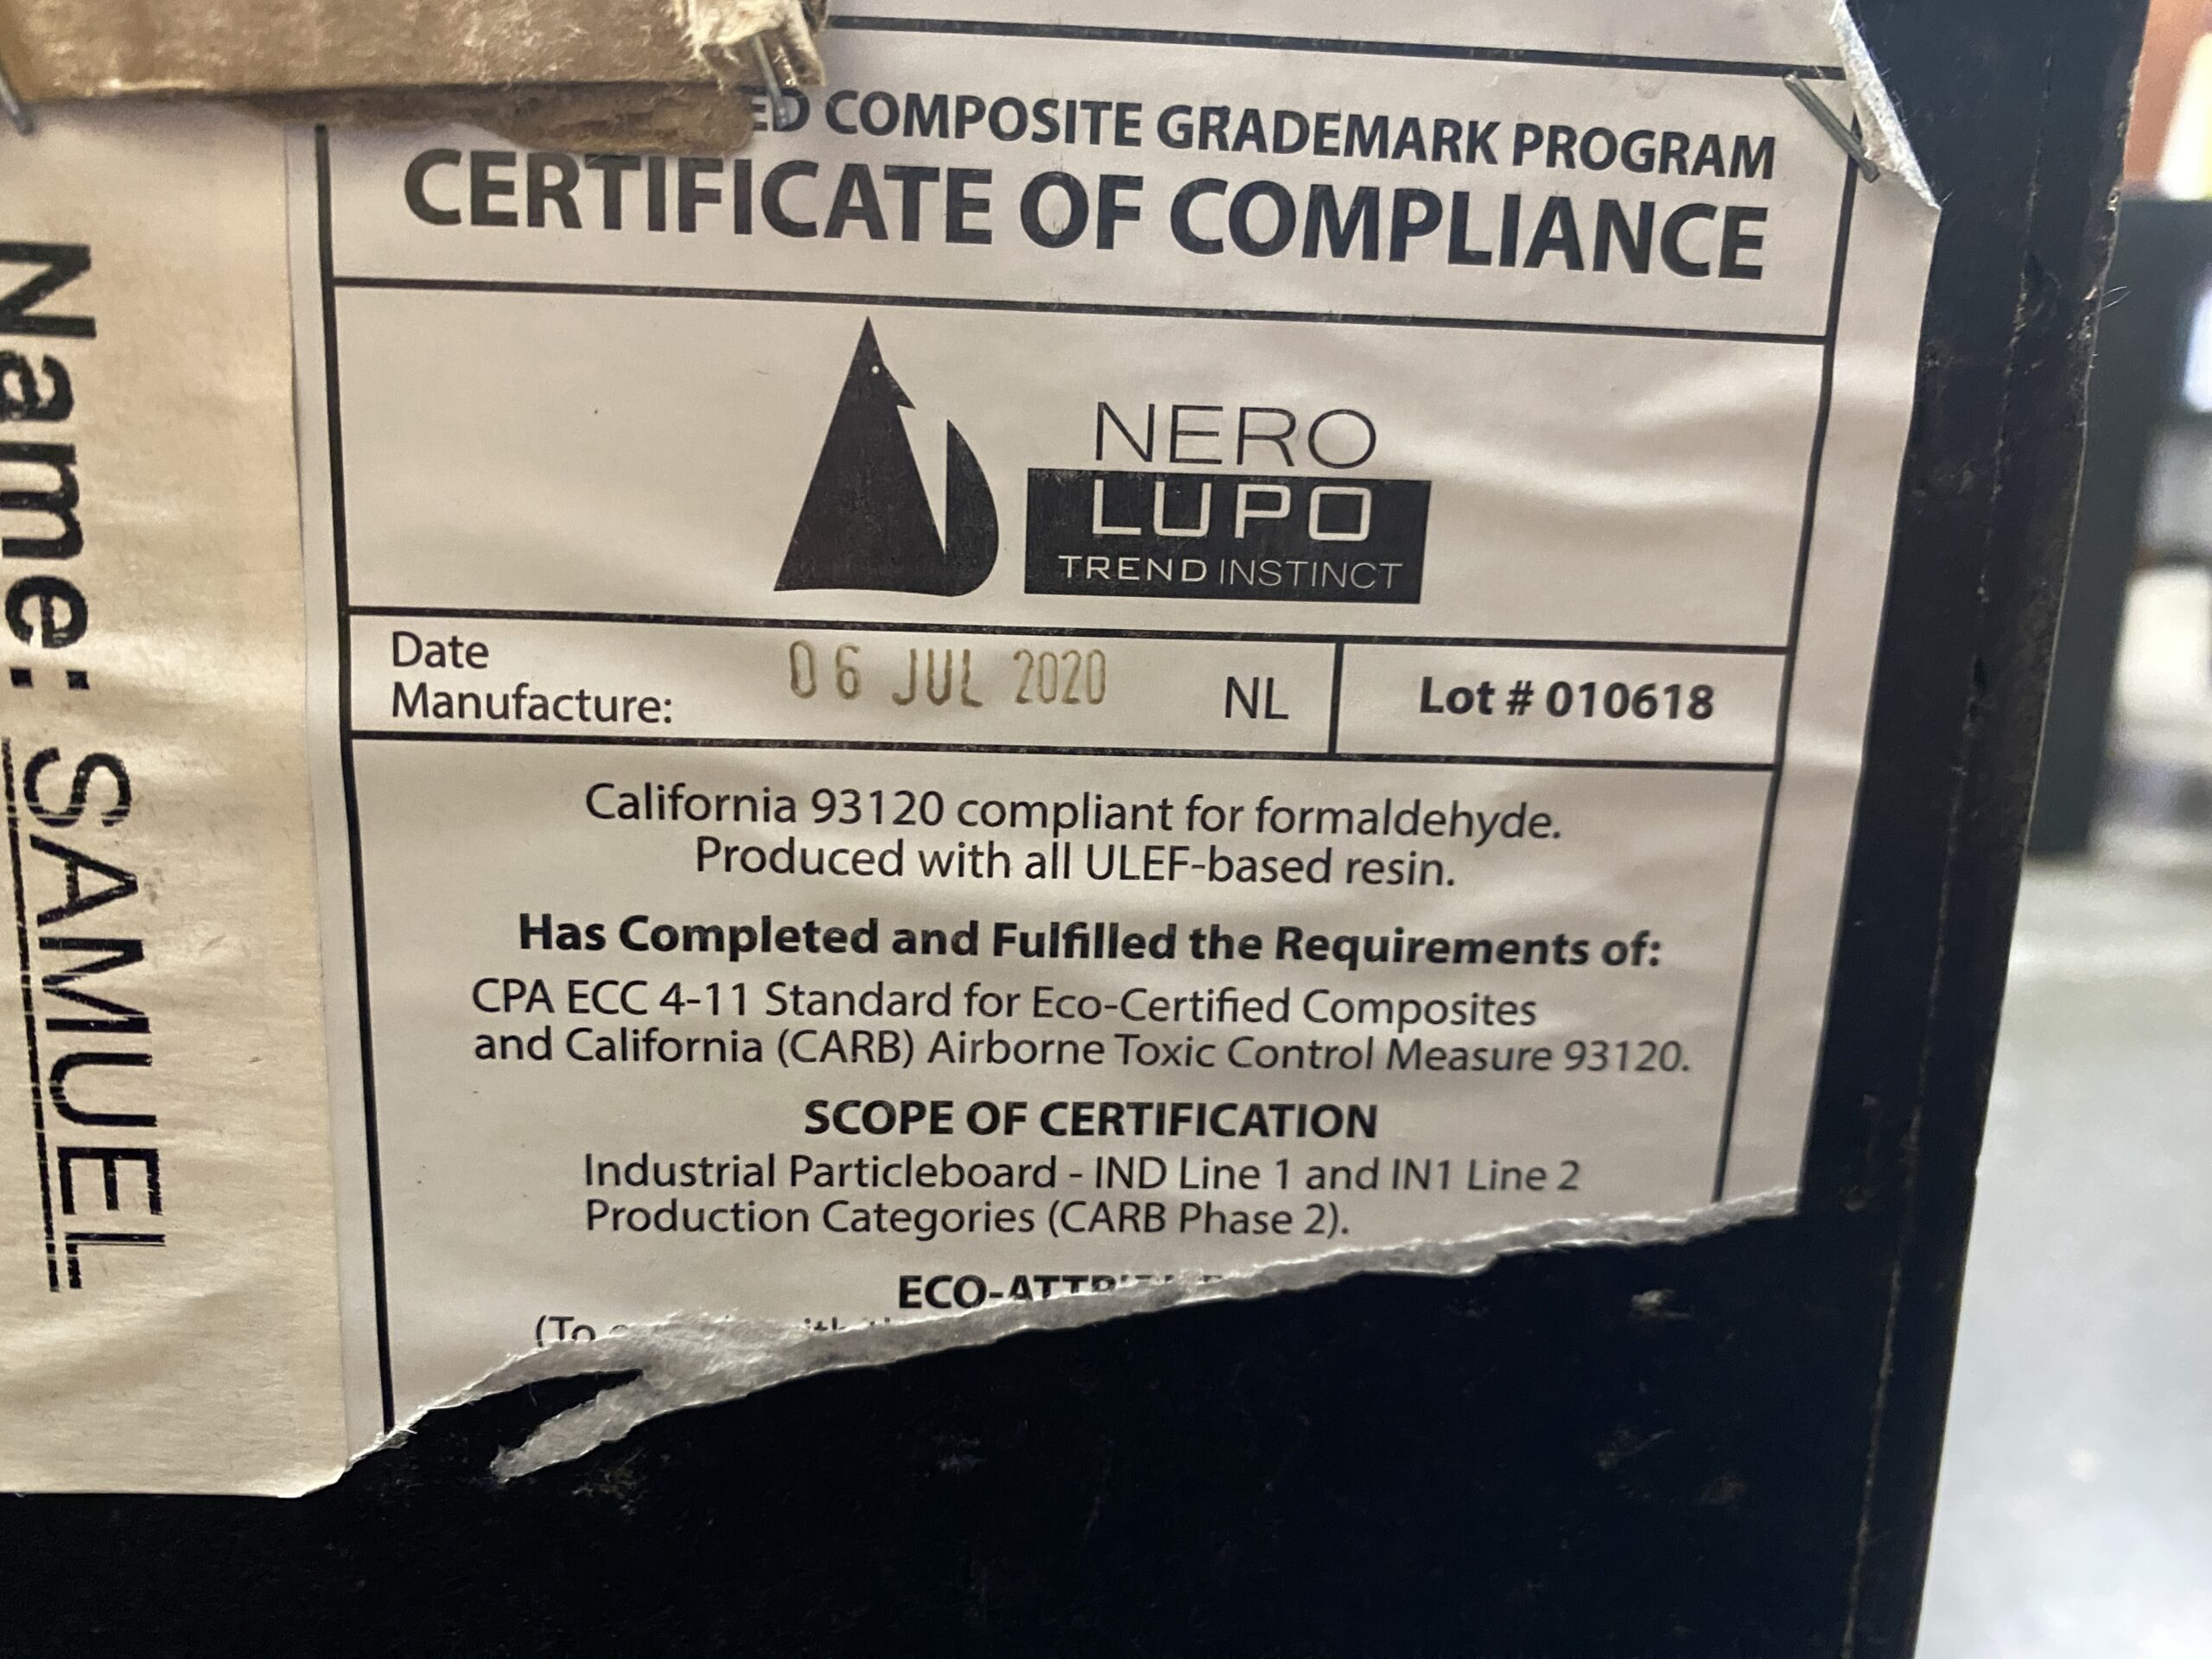 ED COMPOSITE GRADEMARK PROGRAM
CERTIFICATE OF COMPLIANCE
NERO
LUPO
TREND INSTINCT
Date
Manufacture: 06 JUL 2020 NL Lot # 010618
California 93120 compliant for formaldehyde.
Produced with all ULEF-based resin.
Has Completed and Fulfilled the Requirements of:
CPA ECC 4-11 Standard for Eco-Certified Composites
and California (CARB) Airborne Toxic Control Measure 93120.
SCOPE OF CERTIFICATION
Industrial Particleboard - IND Line 1 and IN1 Line 2
Production Categories (CARB Phase 2).
ECO-
(To
Name: SAMUEL